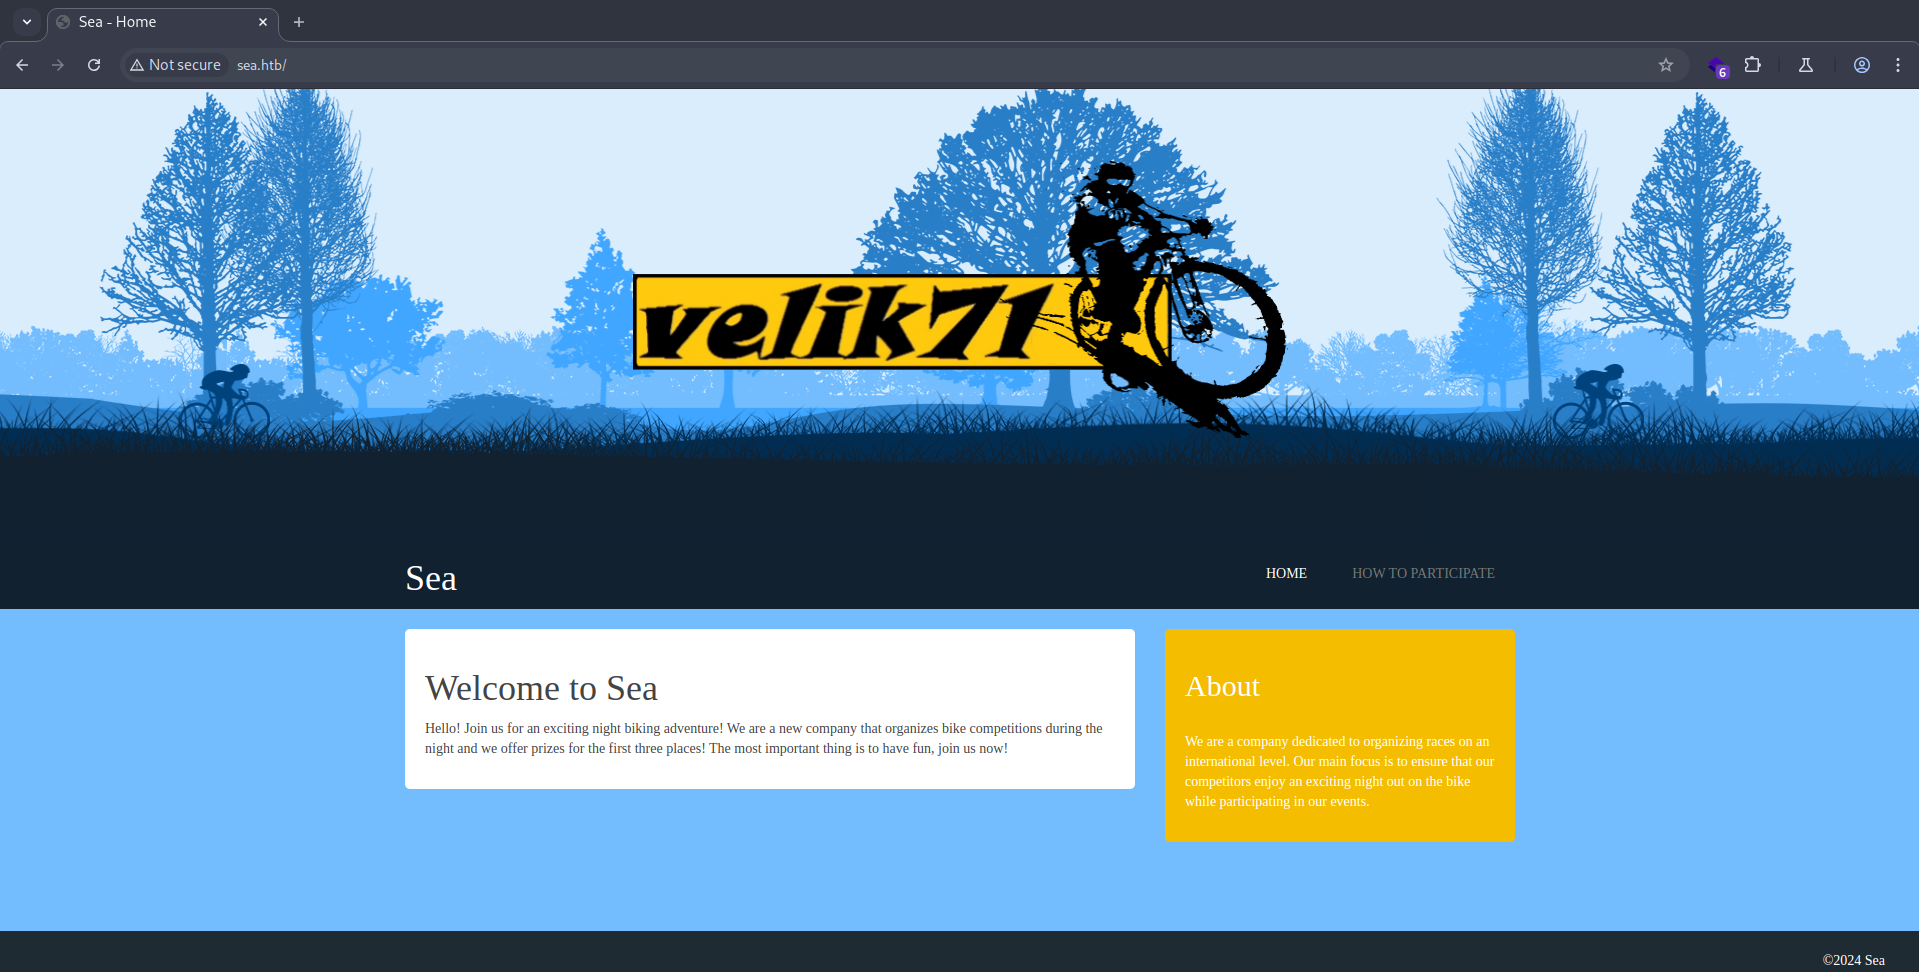 Sea - Home
Not secure
sea.htb/
6
velik71
Sea
HOME
HOW TO PARTICIPATE
Welcome to Sea
Hello! Join us for an exciting night biking adventure! We are a new company that organizes bike competitions during the
night and we offer prizes for the first three places! The most important thing is to have fun, join us now!
About
We are a company dedicated to organizing races on an
international level. Our main focus is to ensure that our
competitors enjoy an exciting night out on the bike
while participating in our events.
©2024 Sea